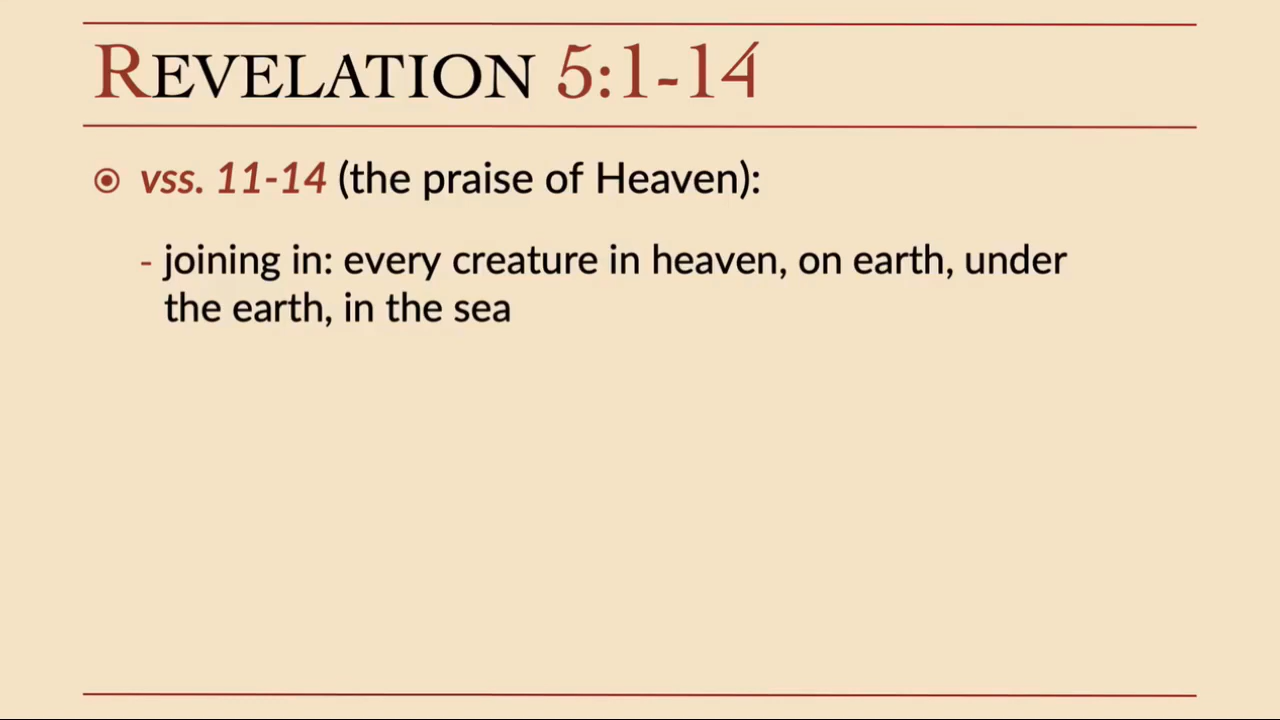 REVELATION 5:1-14
vss. 11-14 (the praise of Heaven):
- joining in: every creature in heaven, on earth, under
the earth, in the sea